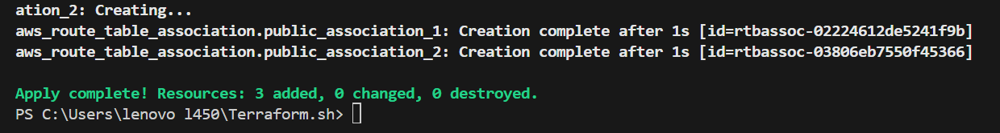 ation_2: Creating...
aws_route_table_association.public_association_1: Creation complete after 1s [id=rtbassoc-02224612de5241f9b]
aws_route_table_association.public_association_2: Creation complete after 1s [id=rtbassoc-03806eb7550f45366]
Apply complete! Resources: 3 added, 0 changed, 0 destroyed.
PS C:\Users\lenovo l450\Terraform.sh>